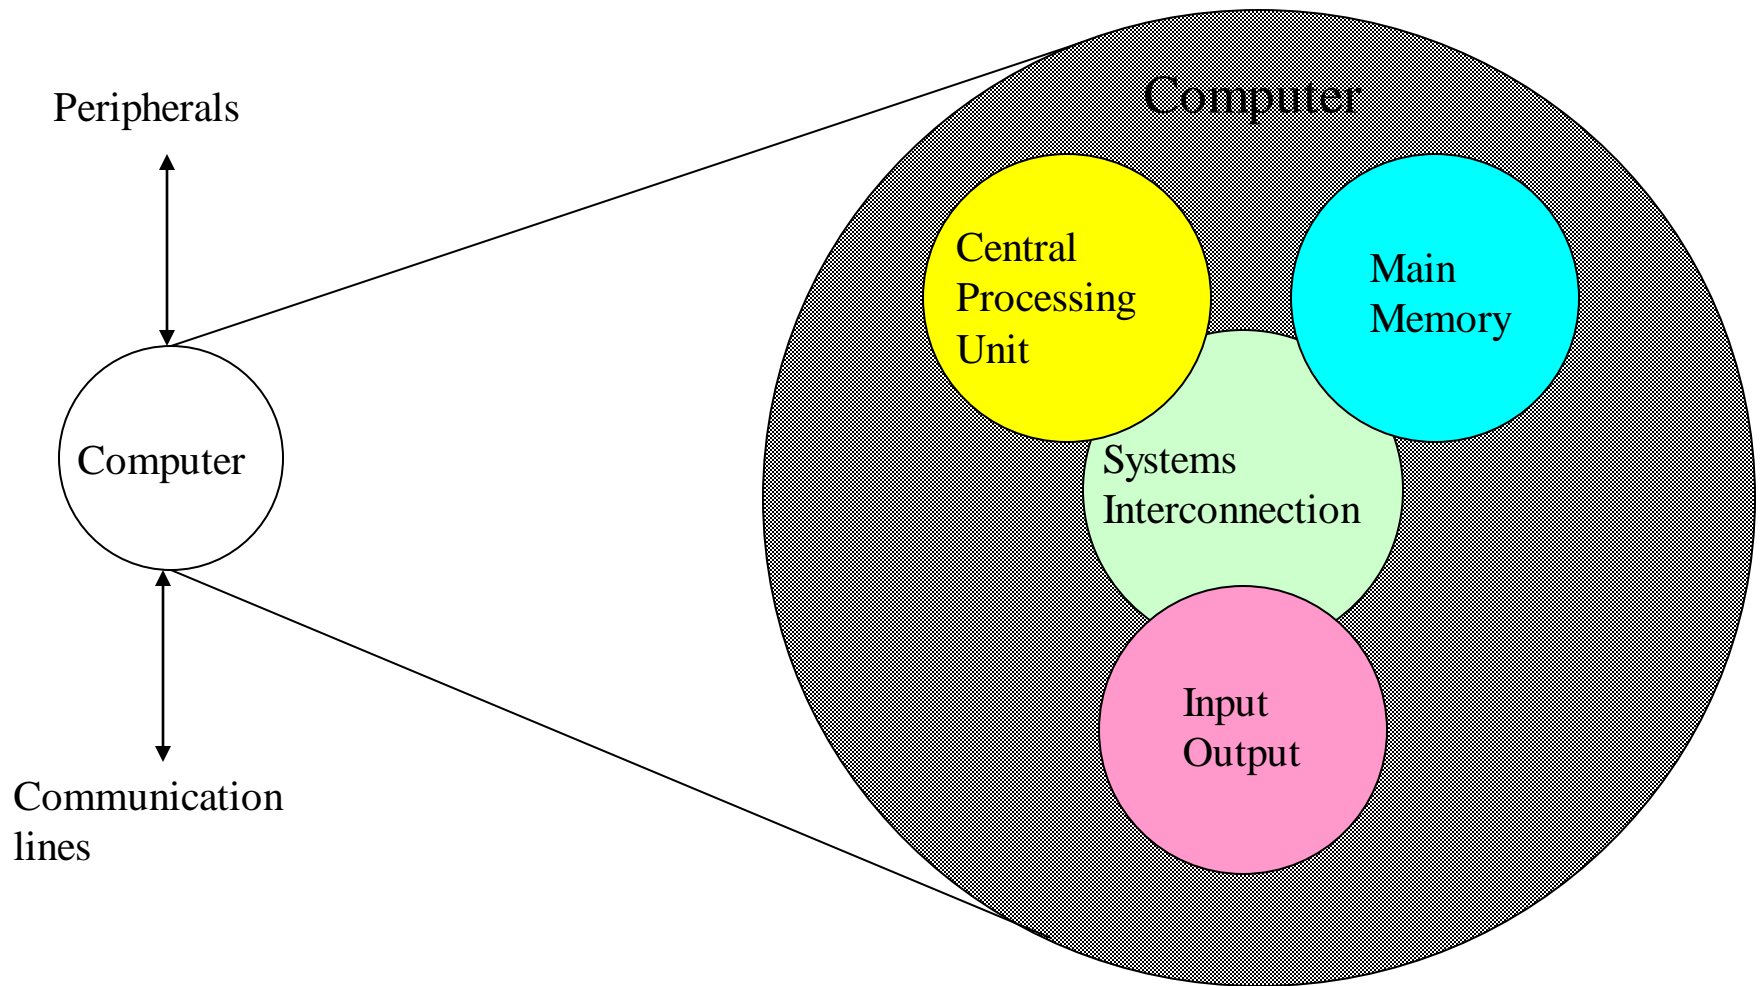 Peripherals
Computer
Communication
lines
Computer
Central
Processing
Unit
Main
Memory
Systems
Interconnection
Input
Output